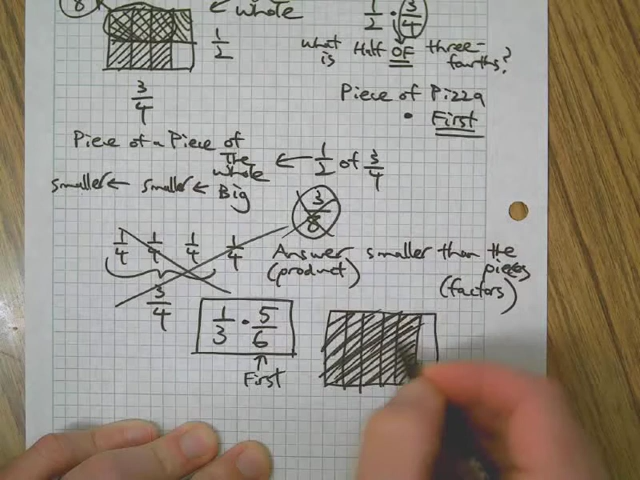 8
← whole
1/2 · 3/4
1/2
What is Half of three-fourths?
3/4
Piece of Pizza
• First
Piece of a Piece of The whole ← 1/2 of 3/4
smaller ← smaller ← Big
3/8
1/4 1/4 1/4 1/4
Answer smaller than the pieces
(product) (factors)
3/4
1/3 · 5/6
↑
First